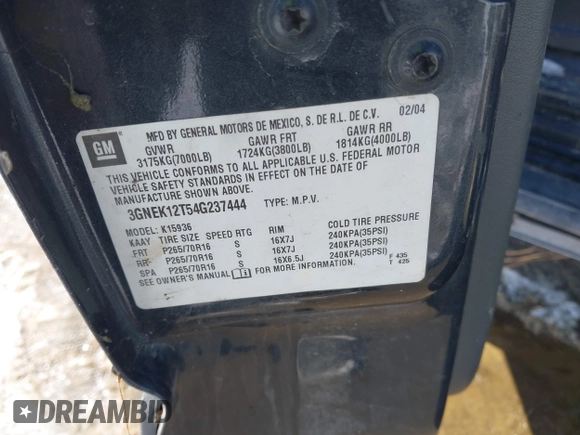 GM
MFD BY GENERAL MOTORS DE MEXICO, S. DE R.L. DE C.V. 02/04
GVWR GAWR FRT GAWR RR
3175KG(7000LB) 1724KG(3800LB) 1814KG(4000LB)
THIS VEHICLE CONFORMS TO ALL APPLICABLE U.S. FEDERAL MOTOR
VEHICLE SAFETY STANDARDS IN EFFECT ON THE DATE OF
MANUFACTURE SHOWN ABOVE.
3GNEK12T54G237444 TYPE: M.P.V.
MODEL: K15936
KAAY TIRE SIZE SPEED RTG RIM COLD TIRE PRESSURE
FRT P265/70R16 S 16X7J 240KPA(35PSI)
RR P265/70R16 S 16X7J 240KPA(35PSI)
SPA P265/70R16 S 16X6.5J 240KPA(35PSI)
SEE OWNER'S MANUAL i FOR MORE INFORMATION.
F 435
T 425
DREAMBID